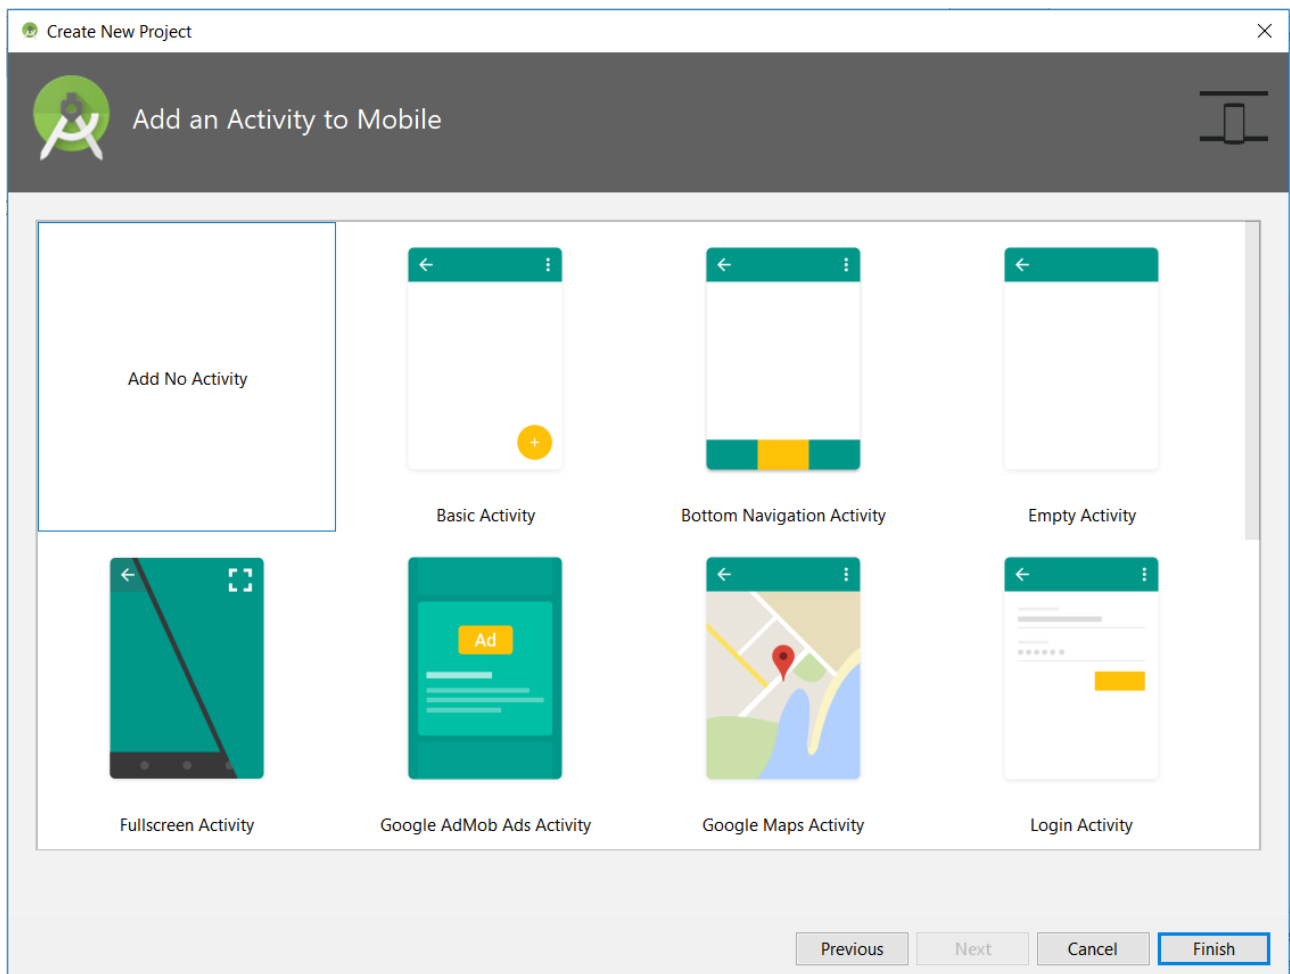 Create New Project
Add an Activity to Mobile
Add No Activity
Basic Activity
Bottom Navigation Activity
Empty Activity
Ad
Fullscreen Activity
Google AdMob Ads Activity
Google Maps Activity
Login Activity
Previous
Next
Cancel
Finish